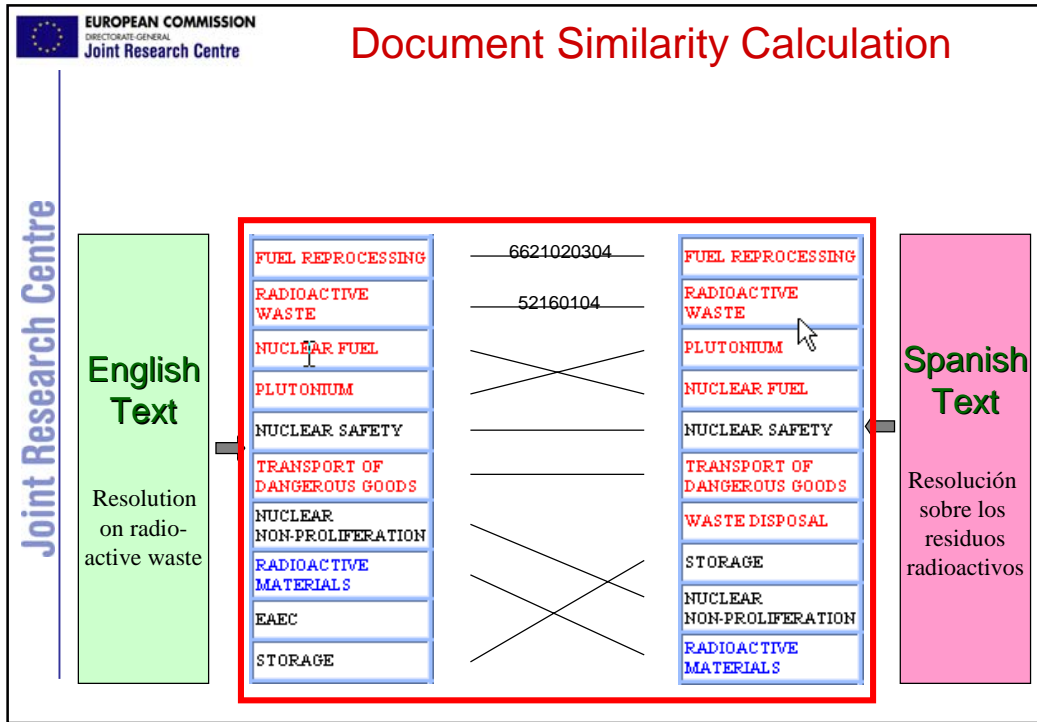 EUROPEAN COMMISSION
DIRECTORATE-GENERAL
Joint Research Centre
Document Similarity Calculation
Joint Research Centre
English
Text
Resolution
on radio-
active waste
FUEL REPROCESSING
RADIOACTIVE
WASTE
NUCLEAR FUEL
PLUTONIUM
NUCLEAR SAFETY
TRANSPORT OF
DANGEROUS GOODS
NUCLEAR
NON-PROLIFERATION
RADIOACTIVE
MATERIALS
EAEC
STORAGE
6621020304
52160104
FUEL REPROCESSING
RADIOACTIVE
WASTE
PLUTONIUM
NUCLEAR FUEL
NUCLEAR SAFETY
TRANSPORT OF
DANGEROUS GOODS
WASTE DISPOSAL
STORAGE
NUCLEAR
NON-PROLIFERATION
RADIOACTIVE
MATERIALS
Spanish
Text
Resolución
sobre los
residuos
radioactivos